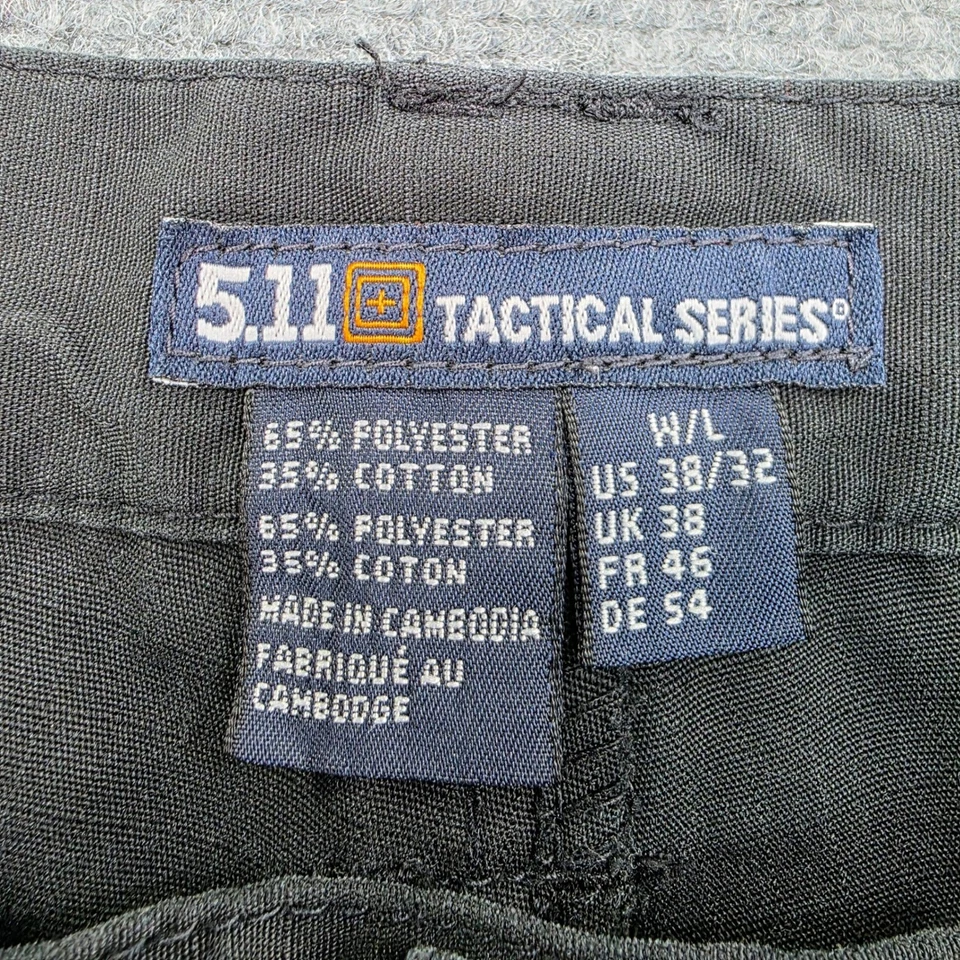 5.11 TACTICAL SERIES®
65% POLYESTER
35% COTTON
65% POLYESTER
35% COTON
MADE IN CAMBODIA
FABRIQUÉ AU
CAMBODGE
W/L
US 38/32
UK 38
FR 46
DE 54